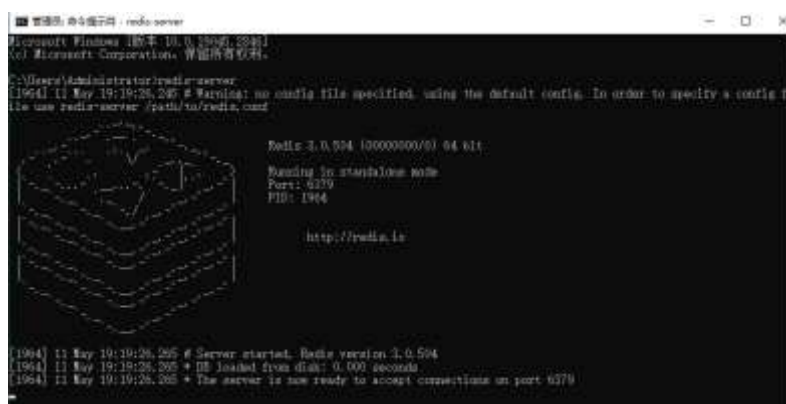 管理员: 命令提示符 - redis-server
Microsoft Windows [版本 10.0.19045.2846]
(c) Microsoft Corporation。保留所有权利。
C:\Users\Administrator>redis-server
[1964] 11 May 19:19:26.245 # Warning: no config file specified, using the default config. In order to specify a config f
ile use redis-server /path/to/redis.conf
Redis 3.0.504 (00000000/0) 64 bit
Running in standalone mode
Port: 6379
PID: 1964
http://redis.io
[1964] 11 May 19:19:26.265 # Server started, Redis version 3.0.504
[1964] 11 May 19:19:26.265 * DB loaded from disk: 0.000 seconds
[1964] 11 May 19:19:26.265 * The server is now ready to accept connections on port 6379